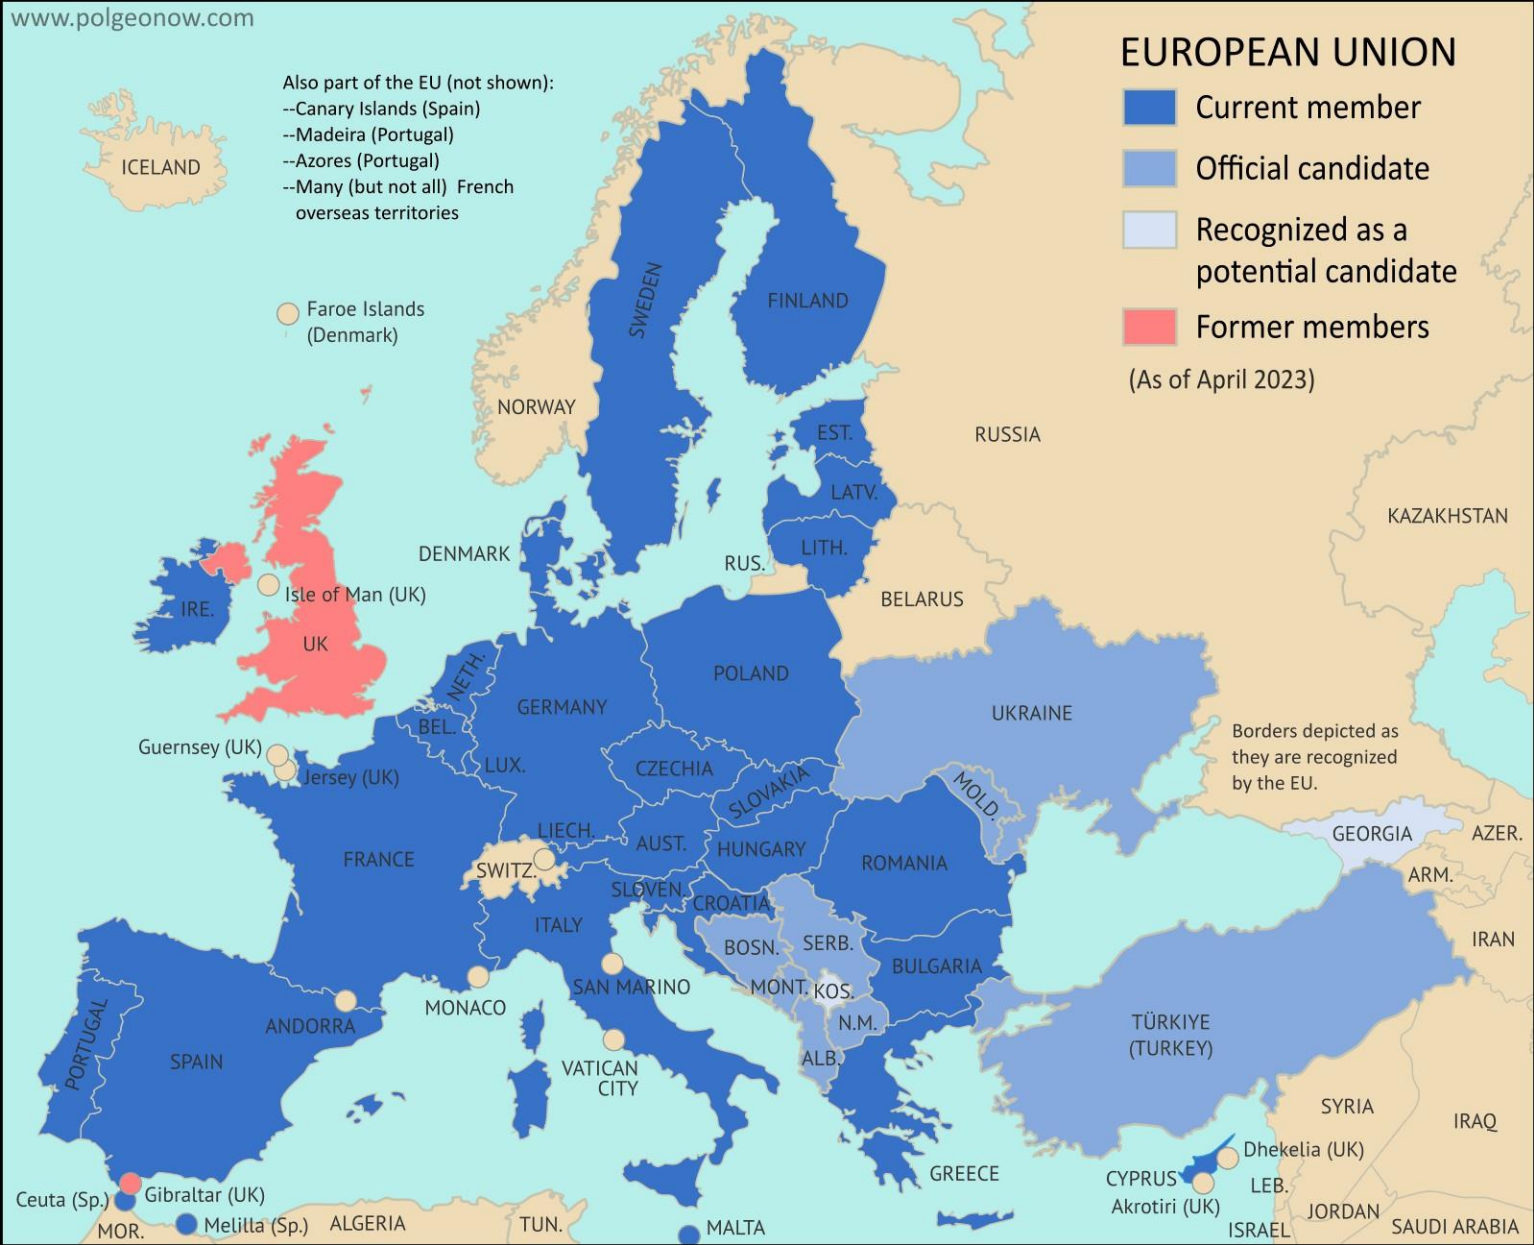 www.polgeonow.com
EUROPEAN UNION
Current member
Official candidate
Recognized as a
potential candidate
Former members
(As of April 2023)
Also part of the EU (not shown):
--Canary Islands (Spain)
--Madeira (Portugal)
--Azores (Portugal)
--Many (but not all) French
overseas territories
ICELAND
Faroe Islands
(Denmark)
SWEDEN
FINLAND
NORWAY
RUSSIA
EST.
LATV.
KAZAKHSTAN
LITH.
DENMARK
RUS.
Isle of Man (UK)
BELARUS
IRE.
UK
NETH.
POLAND
GERMANY
UKRAINE
BEL.
Guernsey (UK)
Jersey (UK)
LUX.
CZECHIA
SLOVAKIA
MOLD.
Borders depicted as
they are recognized
by the EU.
LIECH.
AUST.
HUNGARY
FRANCE
SWITZ.
ROMANIA
GEORGIA
AZER.
ARM.
SLOVEN.
CROATIA
ITALY
BOSN.
SERB.
IRAN
BULGARIA
SAN MARINO
MONT.
KOS.
MONACO
ANDORRA
N.M.
TÜRKIYE
(TURKEY)
PORTUGAL
SPAIN
VATICAN
CITY
ALB.
SYRIA
IRAQ
GREECE
CYPRUS
Dhekelia (UK)
Akrotiri (UK)
LEB.
Ceuta (Sp.)
Gibraltar (UK)
Melilla (Sp.)
MOR.
ALGERIA
TUN.
MALTA
ISRAEL
JORDAN
SAUDI ARABIA